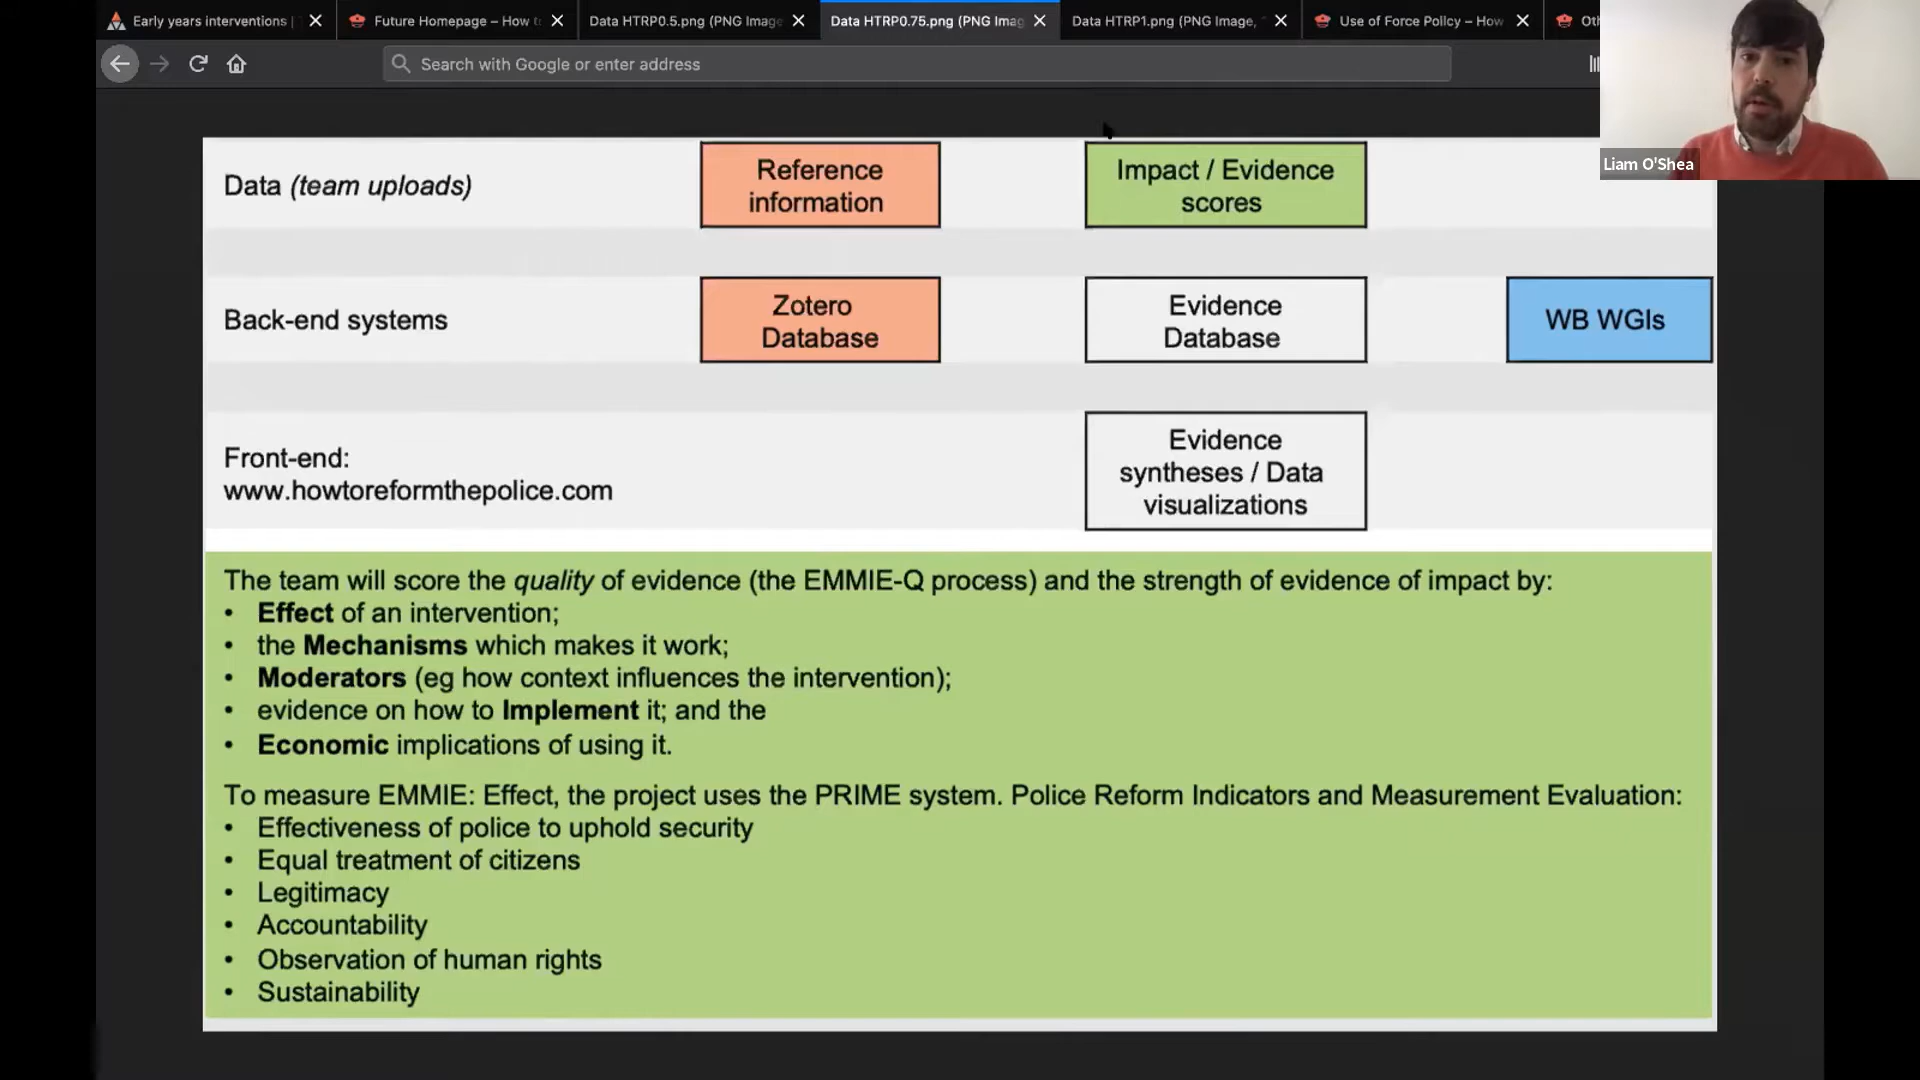 Early years interventions |
Future Homepage – How t
Data HTRP0.5.png (PNG Image
Data HTRP0.75.png (PNG Imag
Data HTRP1.png (PNG Image,
Use of Force Policy – How
Ot
Search with Google or enter address
Liam O'Shea
Data (team uploads)
Reference
information
Impact / Evidence
scores
Back-end systems
Zotero
Database
Evidence
Database
WB WGIs
Front-end:
www.howtoreformthepolice.com
Evidence
syntheses / Data
visualizations
The team will score the quality of evidence (the EMMIE-Q process) and the strength of evidence of impact by:
• Effect of an intervention;
• the Mechanisms which makes it work;
• Moderators (eg how context influences the intervention);
• evidence on how to Implement it; and the
• Economic implications of using it.
To measure EMMIE: Effect, the project uses the PRIME system. Police Reform Indicators and Measurement Evaluation:
• Effectiveness of police to uphold security
• Equal treatment of citizens
• Legitimacy
• Accountability
• Observation of human rights
• Sustainability